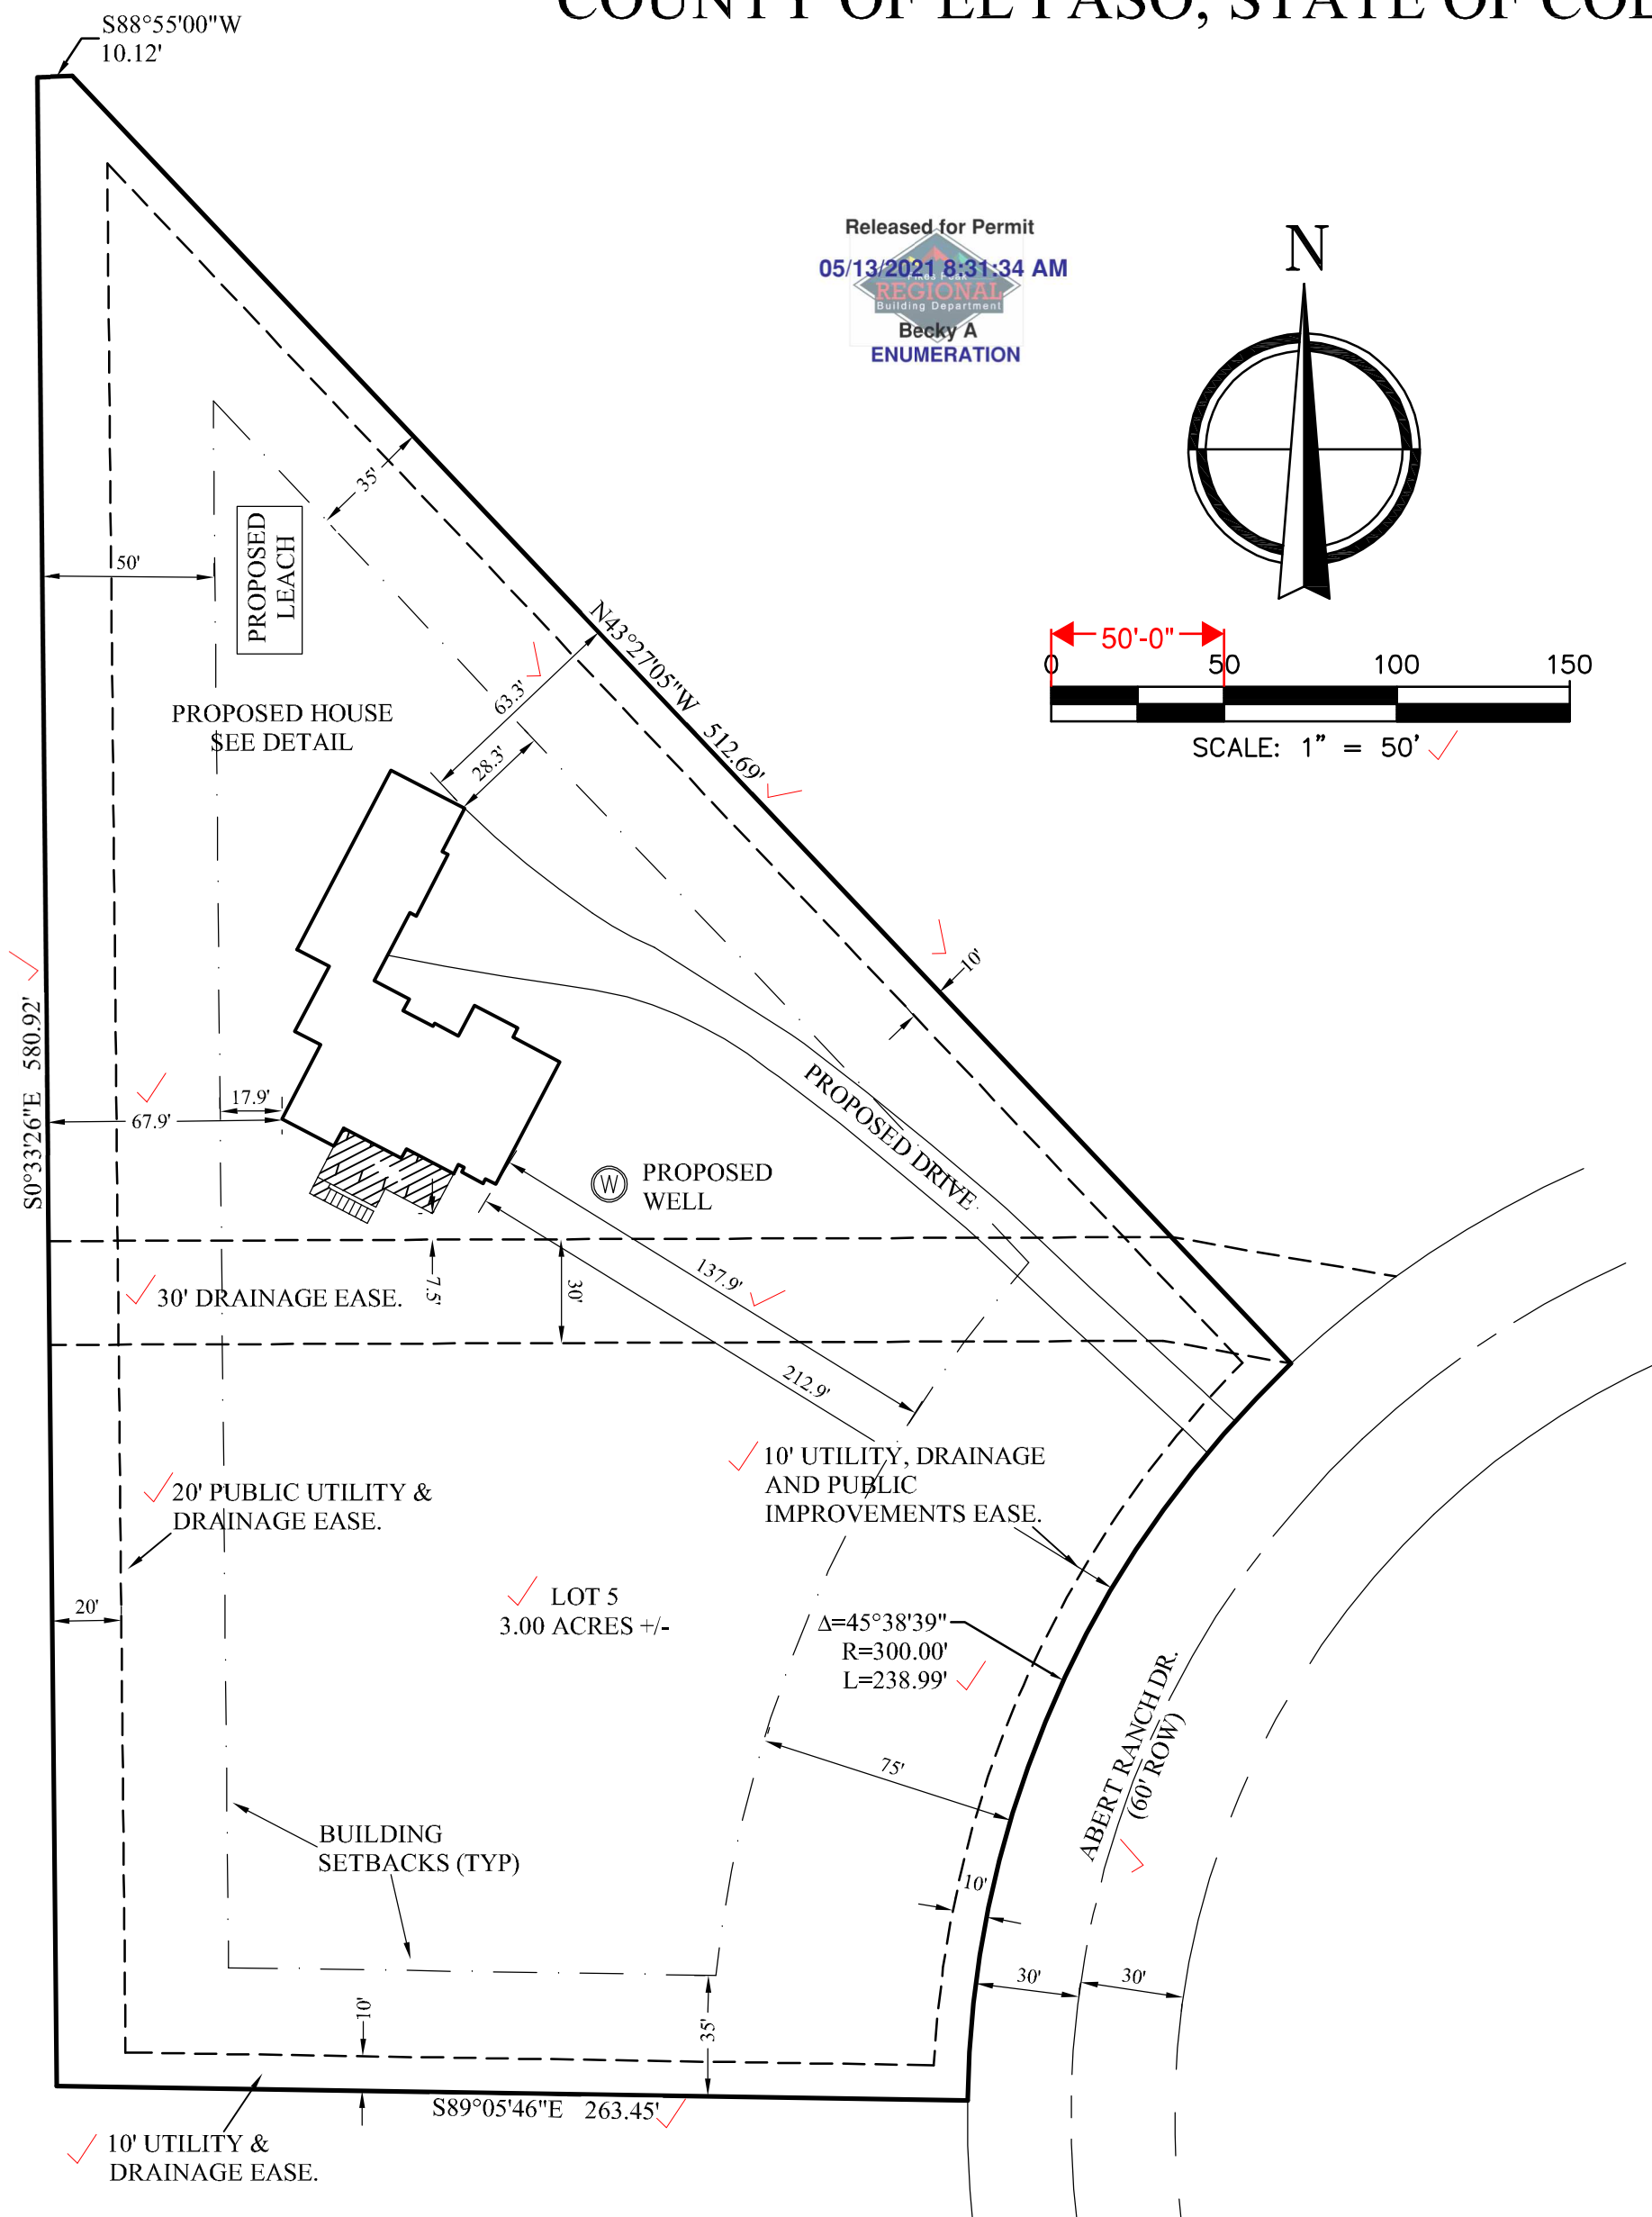 COUNTY OF EL PASO, STATE OF
S88°55'00"W
10.12'
Released for Permit
05/13/2021 8:31:34 AM
Pikes Peak
REGIONAL
Building Department
Becky A
ENUMERATION
N
35'
50'
PROPOSED
LEACH
50'-0"
0 50 100 150
SCALE: 1" = 50'
N43°27'05"W 512.69'
63.3'
28.3'
PROPOSED HOUSE
SEE DETAIL
10'
S0°33'26"E 580.92'
17.9'
67.9'
PROPOSED DRIVE
W
PROPOSED
WELL
137.9'
30' DRAINAGE EASE.
7.5'
30'
212.9'
10' UTILITY, DRAINAGE
AND PUBLIC
IMPROVEMENTS EASE.
20' PUBLIC UTILITY &
DRAINAGE EASE.
20'
LOT 5
3.00 ACRES +/-
Δ=45°38'39"
R=300.00'
L=238.99'
ABERT RANCH DR.
(60' ROW)
75'
BUILDING
SETBACKS (TYP)
10'
30'
30'
10'
35'
S89°05'46"E 263.45'
10' UTILITY &
DRAINAGE EASE.